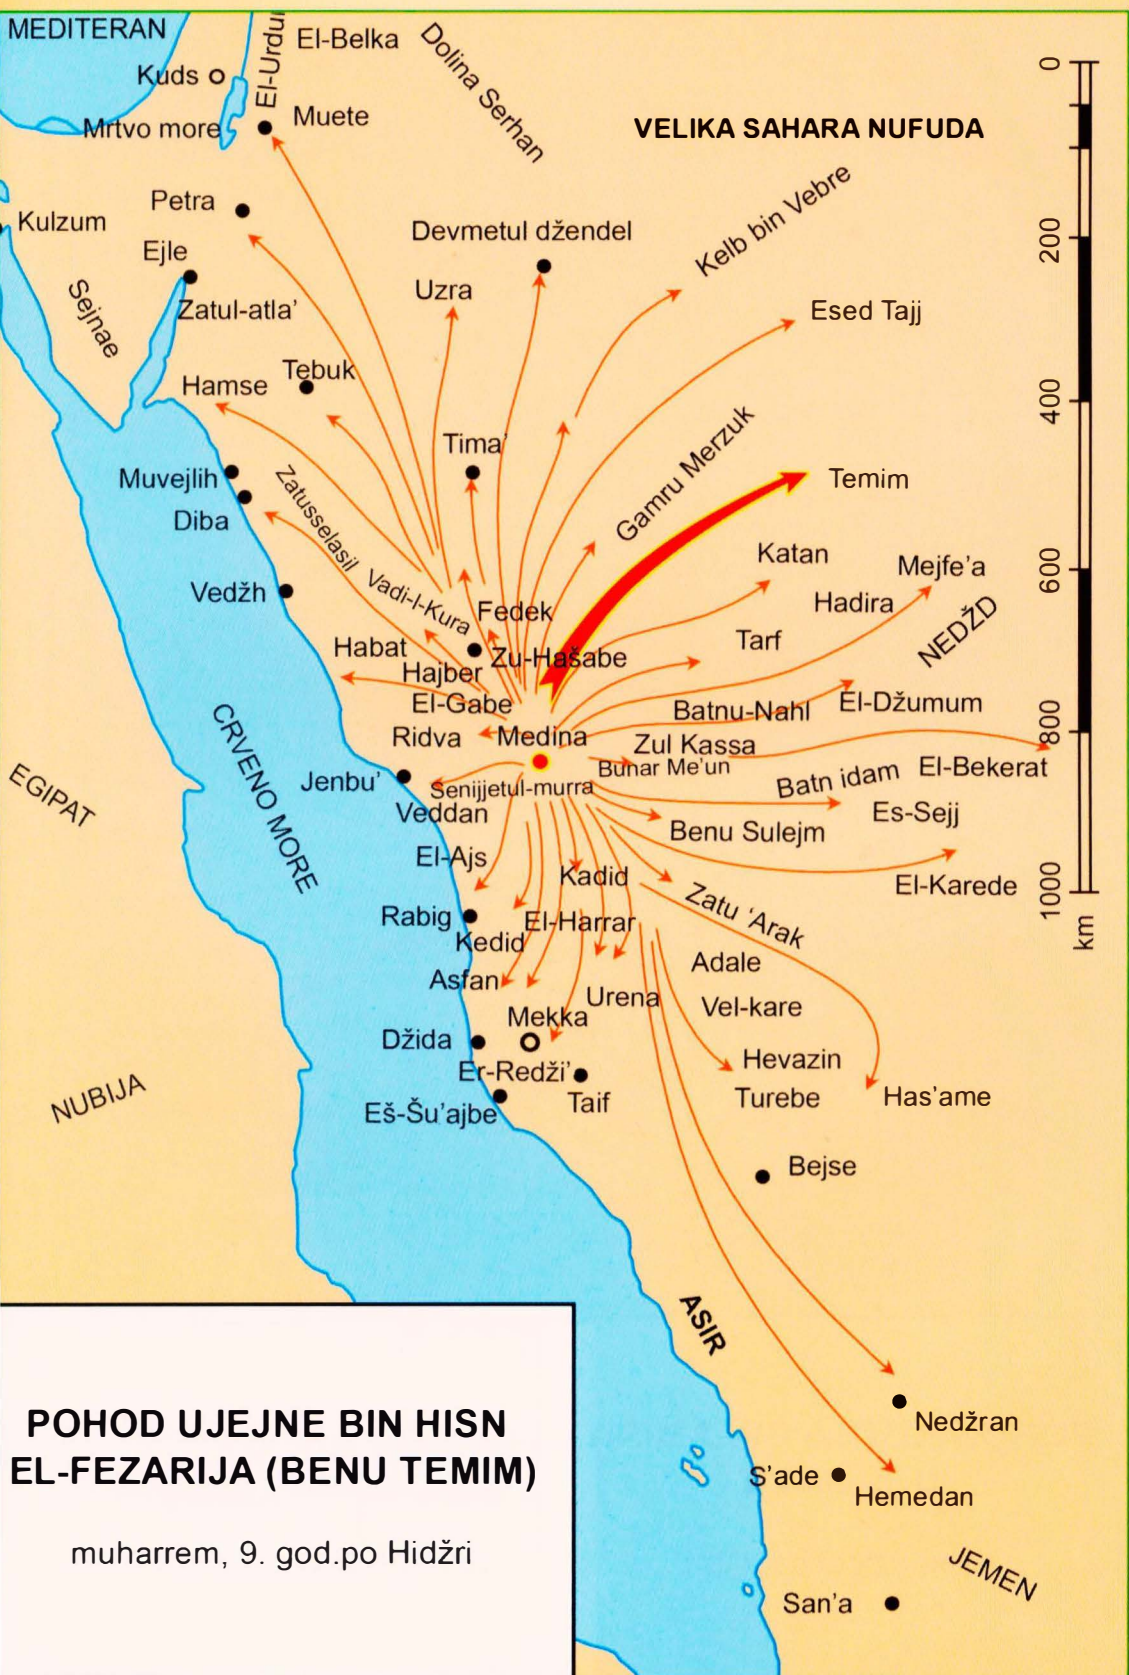 MEDITERAN
El-Belka
Dolina Serhan
Kuds
El-Urdun
Muete
Mrtvo more
VELIKA SAHARA NUFUDA
0
Petra
Kulzum
Kelb bin Vebre
Devmetul džendel
200
Ejle
Uzra
Sejnae
Zatul-atla’
Esed Tajj
Tebuk
Hamse
400
Tima’
Gamru Merzuk
Muvejlih
Zatusselasil
Temim
Diba
Katan
Mejfe’a
600
Vedžh
Vadi-l-Kura
Fedek
Hadira
NEDŽD
Habat
Zu-Hašabe
Tarf
Hajber
El-Gabe
Batnu-Nahl
El-Džumum
CRVENO MORE
Ridva
Medina
Zul Kassa
800
Bunar Me’un
Batn idam
El-Bekerat
EGIPAT
Jenbu’
Senijjetul-murra
Veddan
Es-Sejj
Benu Sulejm
El-Ajs
Kadid
El-Karede
1000
km
Zatu ‘Arak
Rabig
El-Harrar
Kedid
Adale
Asfan
Urena
Vel-kare
Mekka
Džida
Hevazin
Er-Redži’
NUBIJA
Taif
Turebe
Has’ame
Eš-Šu’ajbe
Bejse
ASIR
Nedžran
S’ade
Hemedan
JEMEN
San’a
POHOD UJEJNE BIN HISN
EL-FEZARIJA (BENU TEMIM)
muharrem, 9. god.po Hidžri